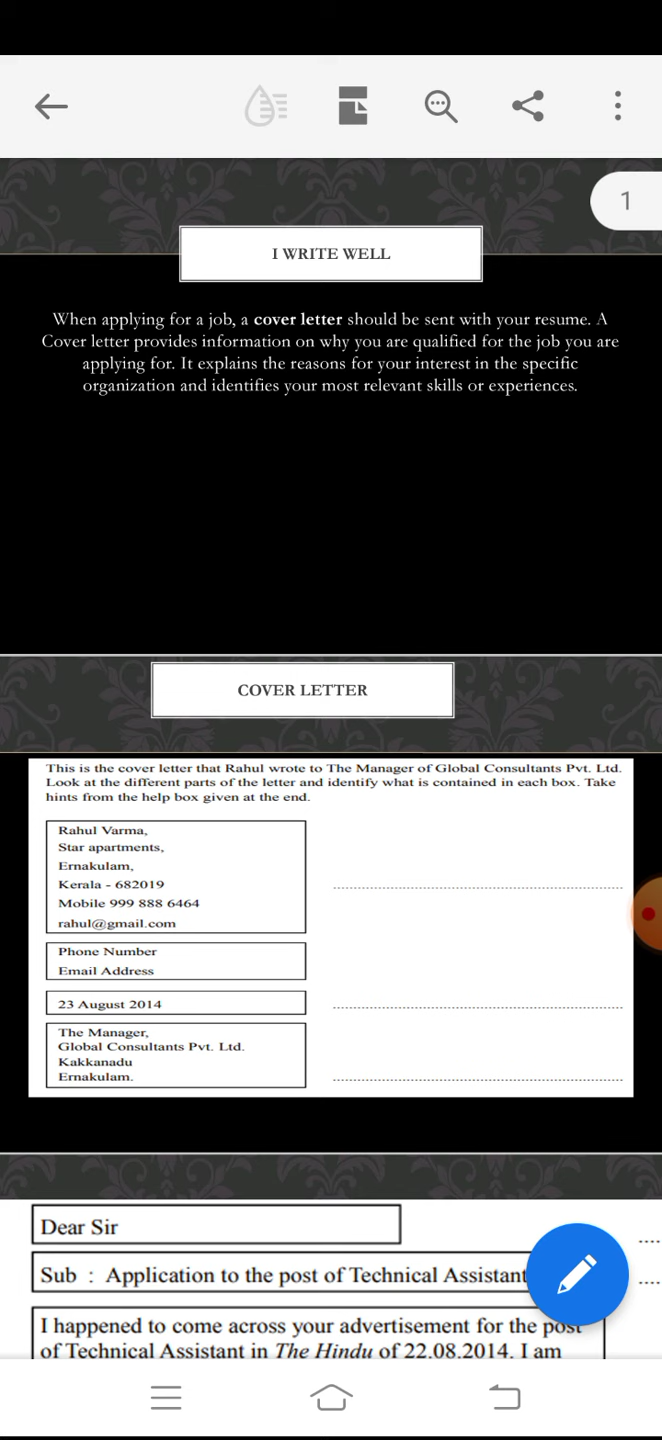 1
I WRITE WELL
When applying for a job, a cover letter should be sent with your resume. A
Cover letter provides information on why you are qualified for the job you are
applying for. It explains the reasons for your interest in the specific
organization and identifies your most relevant skills or experiences.
COVER LETTER
This is the cover letter that Rahul wrote to The Manager of Global Consultants Pvt. Ltd.
Look at the different parts of the letter and identify what is contained in each box. Take
hints from the help box given at the end.
Rahul Varma,
Star apartments,
Ernakulam,
Kerala - 682019
Mobile 999 888 6464
rahul@gmail.com
Phone Number
Email Address
23 August 2014
The Manager,
Global Consultants Pvt. Ltd.
Kakkanadu
Ernakulam.
Dear Sir
Sub : Application to the post of Technical Assistant
I happened to come across your advertisement for the post
of Technical Assistant in The Hindu of 22.08.2014. I am